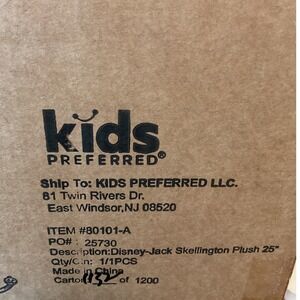 kids
PREFERRED®
Ship To: KIDS PREFERRED LLC.
81 Twin Rivers Dr.
East Windsor,NJ 08520
ITEM #80101-A
PO# : 25730
Description:Disney-Jack Skellington Plush 25"
Qty/Ctn: 1/1PCS
Made in China
Carton 1132 of 1200